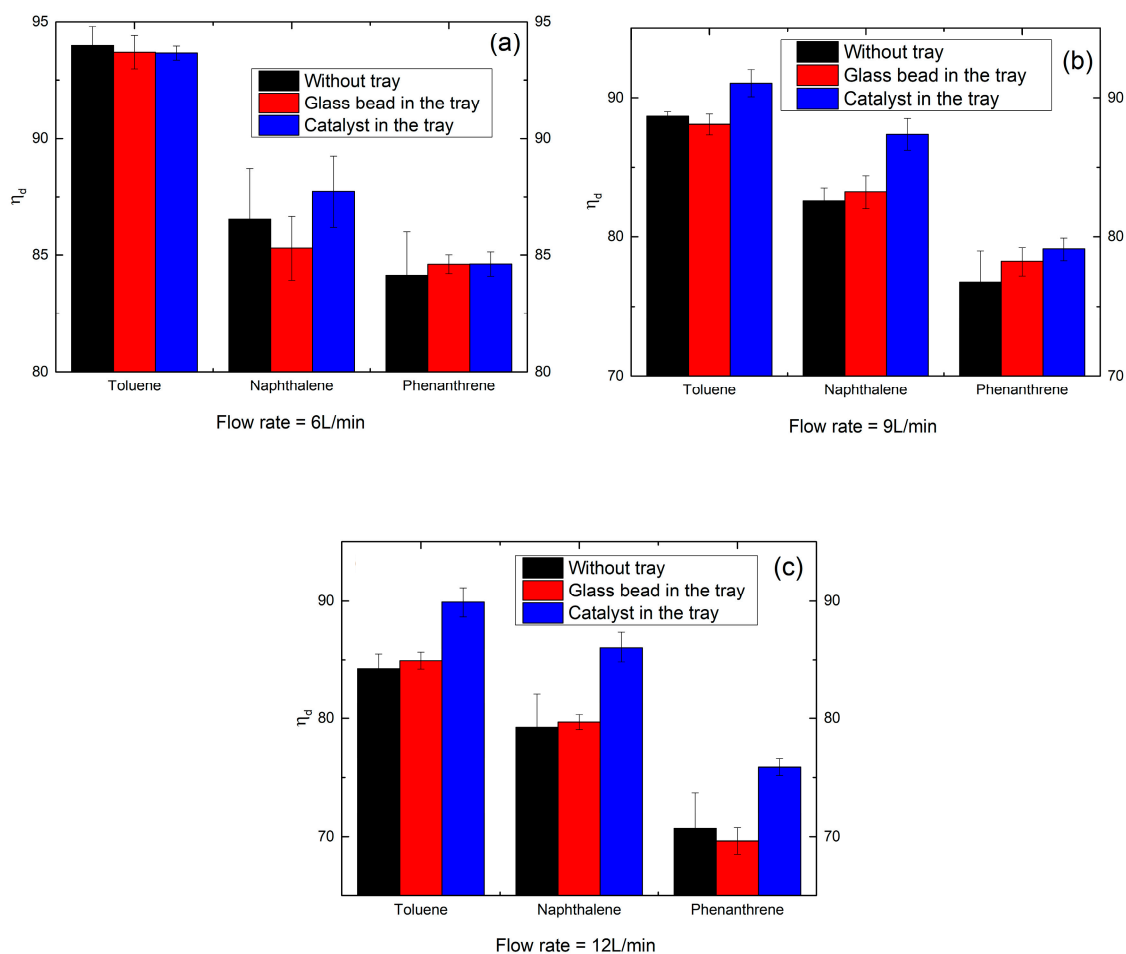 95
95
(a)
Without tray
Glass bead in the tray
Catalyst in the tray
90
90
ηd
85
85
80
80
Toluene
Naphthalene
Phenanthrene
Flow rate = 6L/min
(b)
Without tray
Glass bead in the tray
Catalyst in the tray
90
90
ηd
80
80
70
70
Toluene
Naphthalene
Phenanthrene
Flow rate = 9L/min
(c)
Without tray
Glass bead in the tray
Catalyst in the tray
90
90
ηd
80
80
70
70
Toluene
Naphthalene
Phenanthrene
Flow rate = 12L/min